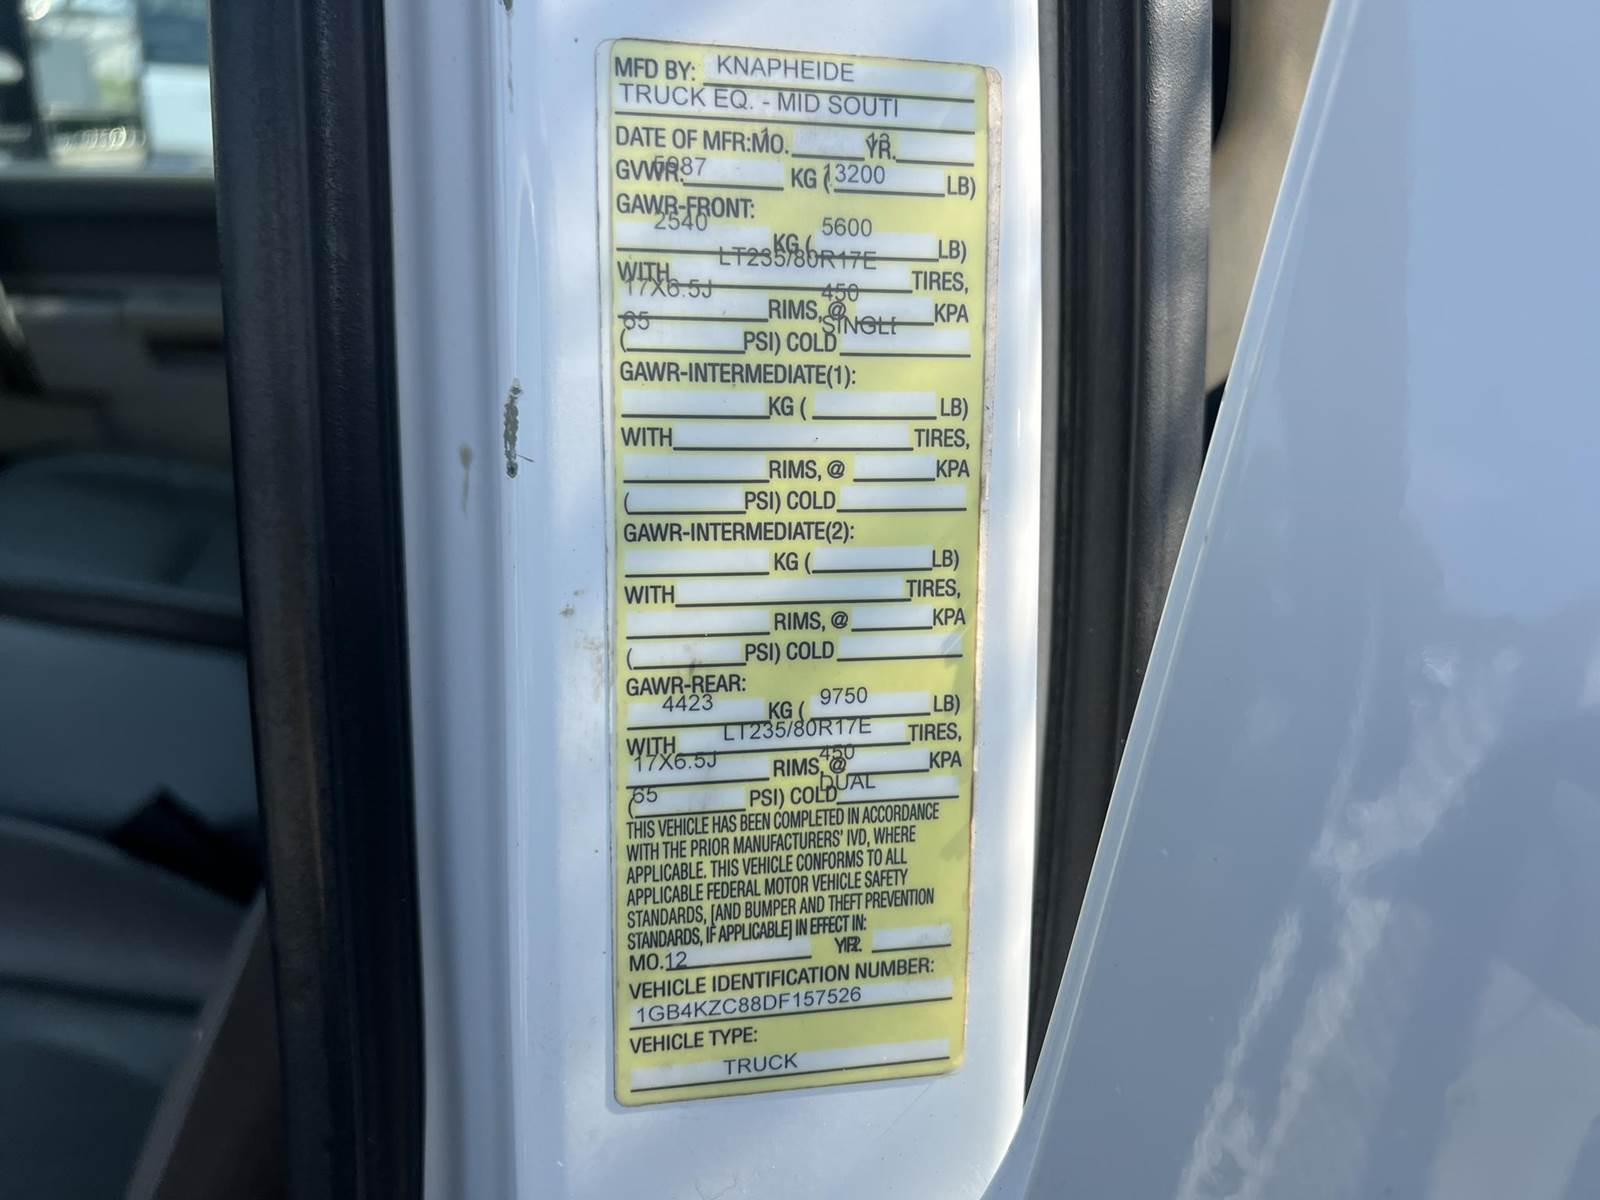 MFD BY: KNAPHEIDE
TRUCK EQ. - MID SOUTI
DATE OF MFR:MO. 1 YR. 13
GVWR: 5987 KG ( 13200 LB)
GAWR-FRONT:
2540 KG ( 5600 LB)
WITH LT235/80R17E TIRES,
17X6.5J RIMS, @ 450 KPA
(65 PSI) COLD SINGLE
GAWR-INTERMEDIATE(1):
KG ( LB)
WITH TIRES,
RIMS, @ KPA
( PSI) COLD
GAWR-INTERMEDIATE(2):
KG ( LB)
WITH TIRES,
RIMS, @ KPA
( PSI) COLD
GAWR-REAR:
4423 KG ( 9750 LB)
WITH LT235/80R17E TIRES,
17X6.5J RIMS, @ 450 KPA
(65 PSI) COLD DUAL
THIS VEHICLE HAS BEEN COMPLETED IN ACCORDANCE
WITH THE PRIOR MANUFACTURERS' IVD, WHERE
APPLICABLE. THIS VEHICLE CONFORMS TO ALL
APPLICABLE FEDERAL MOTOR VEHICLE SAFETY
STANDARDS, [AND BUMPER AND THEFT PREVENTION
STANDARDS, IF APPLICABLE] IN EFFECT IN:
MO. 12 YR.
VEHICLE IDENTIFICATION NUMBER:
1GB4KZC88DF157526
VEHICLE TYPE:
TRUCK